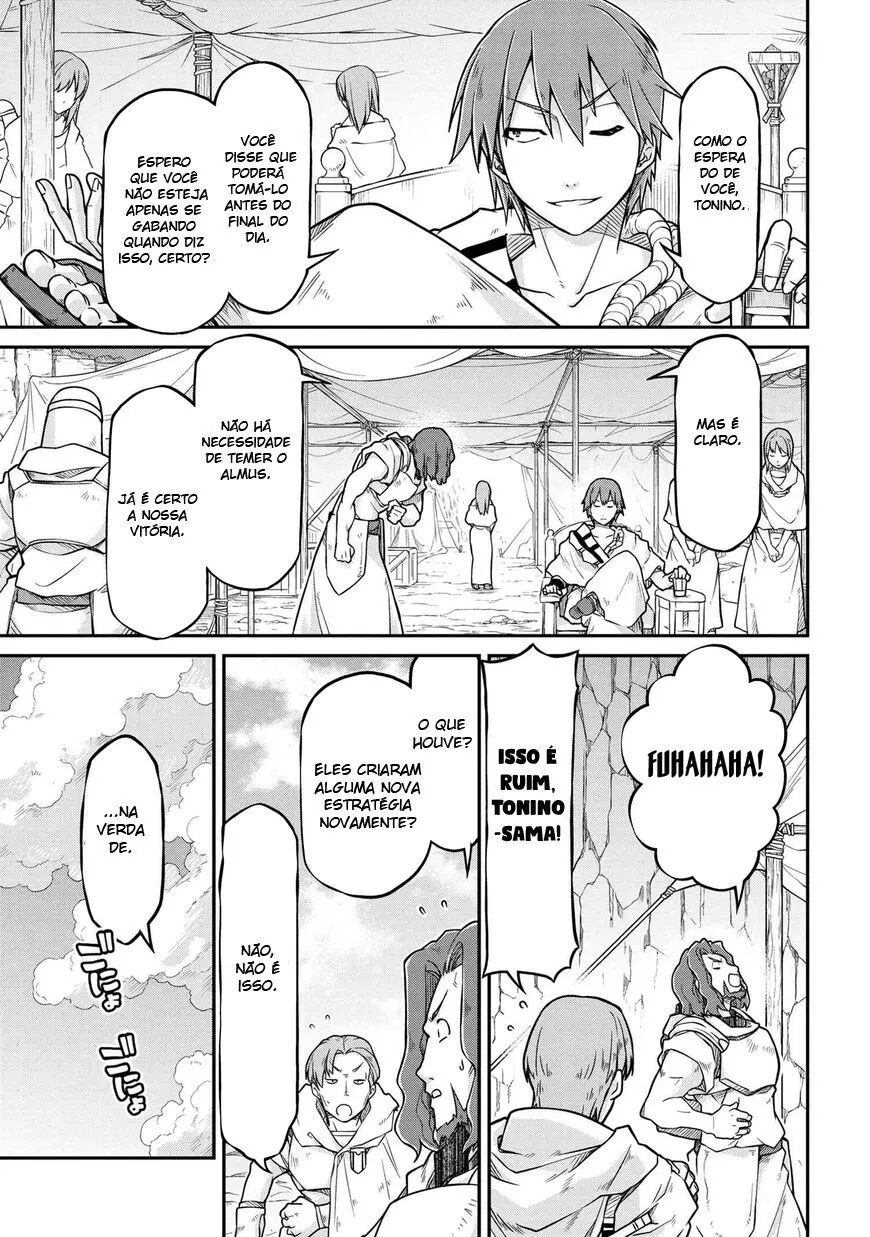 COMO O
ESPERA
DO DE
VOCÊ,
TONINO.
VOCÊ
DISSE QUE
PODERÁ
TOMÁ-LO
ANTES DO
FINAL DO
DIA.
ESPERO
QUE VOCÊ
NÃO ESTEJA
APENAS SE
GABANDO
QUANDO DIZ
ISSO, CERTO?
MAS É
CLARO.
NÃO HÁ
NECESSIDADE
DE TEMER O
ALMUS.
JÁ É CERTO
A NOSSA
VITÓRIA.
FUHAHAHA!
ISSO É
RUIM,
TONINO
-SAMA!
O QUE
HOUVE?
ELES CRIARAM
ALGUMA NOVA
ESTRATÉGIA
NOVAMENTE?
NÃO,
NÃO É
ISSO.
...NA
VERDA
DE.